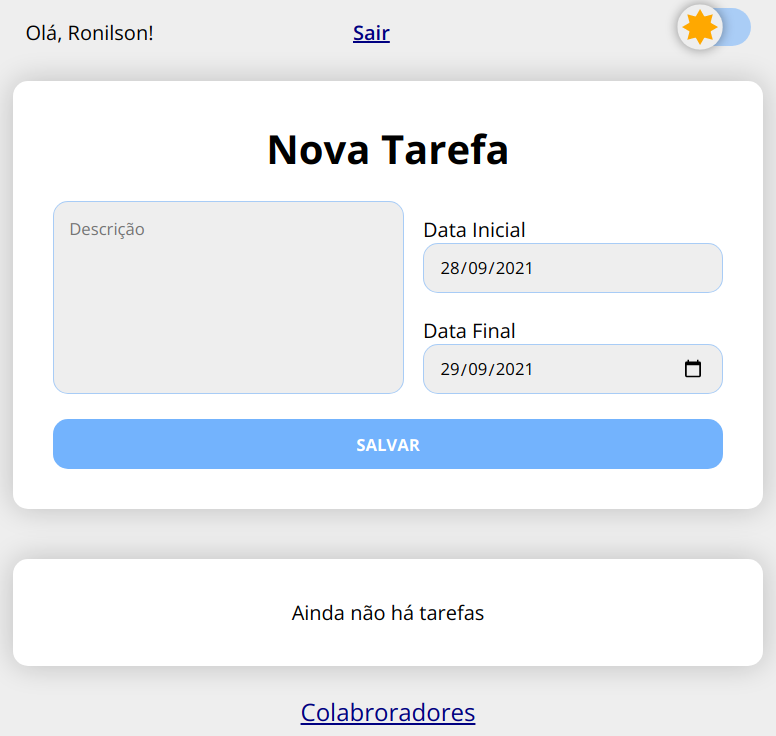 Olá, Ronilson!
Sair
Nova Tarefa
Descrição
Data Inicial
28/09/2021
Data Final
29/09/2021
SALVAR
Ainda não há tarefas
Colabroradores